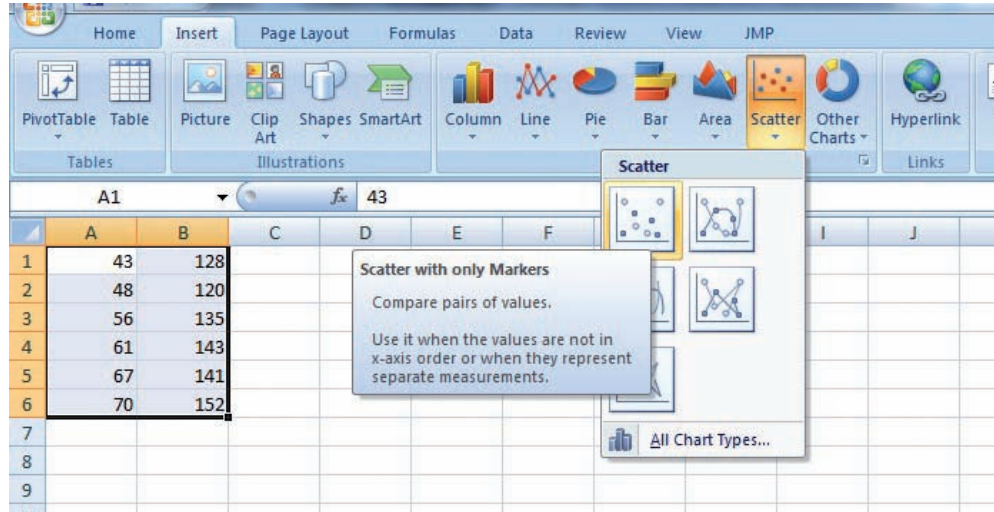 Home Insert Page Layout Formulas Data Review View JMP
PivotTable Table Picture Clip Art Shapes SmartArt Column Line Pie Bar Area Scatter Other Charts Hyperlink
Tables Illustrations Links
A1 fx 43
Scatter
A B C D E F I J
1 43 128
2 48 120
3 56 135
4 61 143
5 67 141
6 70 152
7
8
9
Scatter with only Markers
Compare pairs of values.
Use it when the values are not in
x-axis order or when they represent
separate measurements.
All Chart Types...